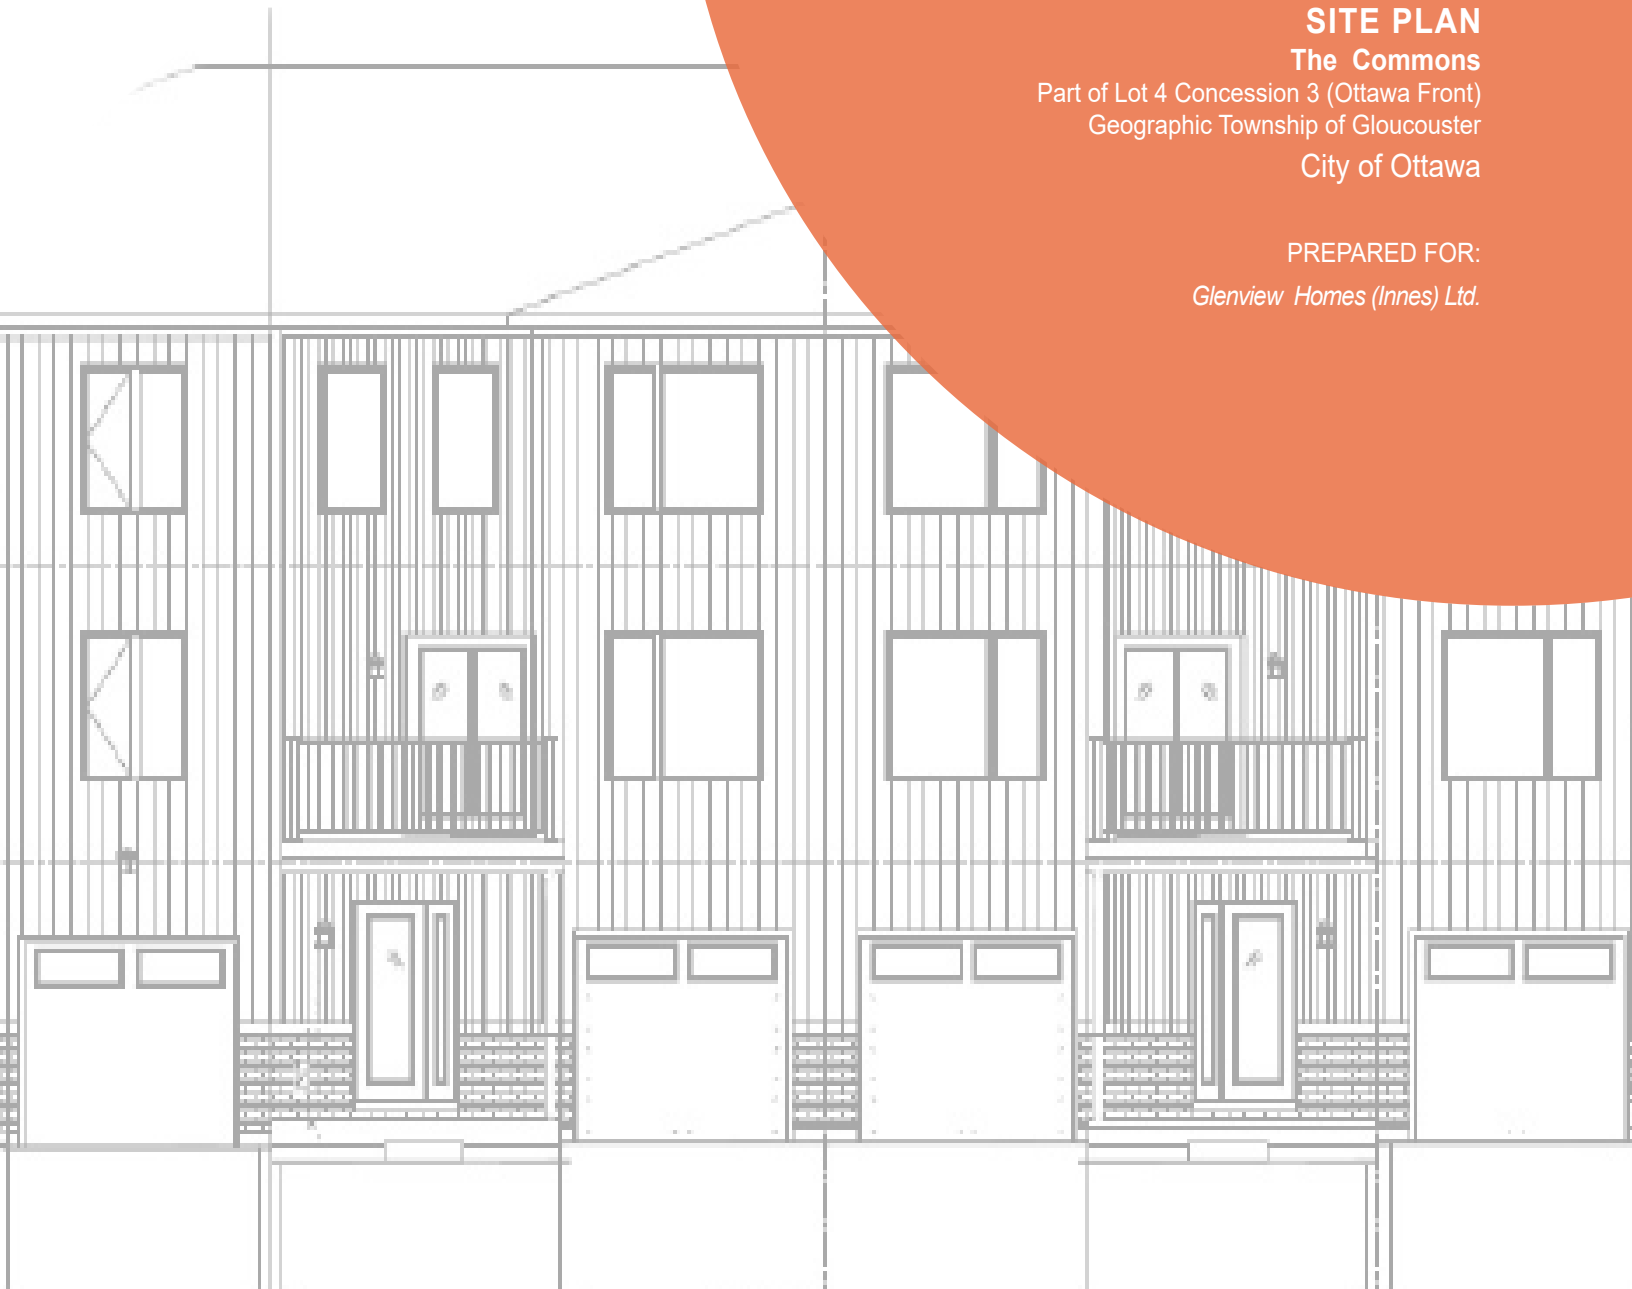 SITE PLAN
The Commons
Part of Lot 4 Concession 3 (Ottawa Front)
Geographic Township of Gloucouster
City of Ottawa
PREPARED FOR:
Glenview Homes (Innes) Ltd.